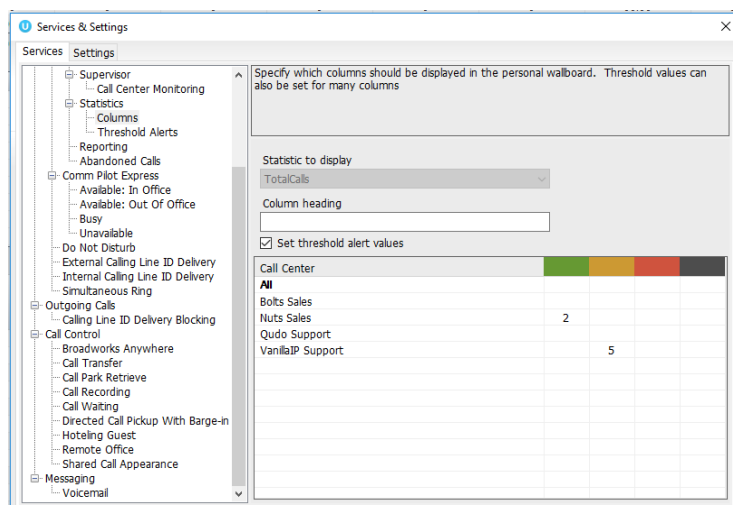 Services & Settings
Services Settings
Supervisor
Call Center Monitoring
Statistics
Columns
Threshold Alerts
Reporting
Abandoned Calls
Comm Pilot Express
Available: In Office
Available: Out Of Office
Busy
Unavailable
Do Not Disturb
External Calling Line ID Delivery
Internal Calling Line ID Delivery
Simultaneous Ring
Outgoing Calls
Calling Line ID Delivery Blocking
Call Control
Broadworks Anywhere
Call Transfer
Call Park Retrieve
Call Recording
Call Waiting
Directed Call Pickup With Barge-in
Hoteling Guest
Remote Office
Shared Call Appearance
Messaging
Voicemail
Specify which columns should be displayed in the personal wallboard. Threshold values can
also be set for many columns
Statistic to display
TotalCalls
Column heading
Set threshold alert values
Call Center
All
Bolts Sales
Nuts Sales 2
Qudo Support
VanillaIP Support 5